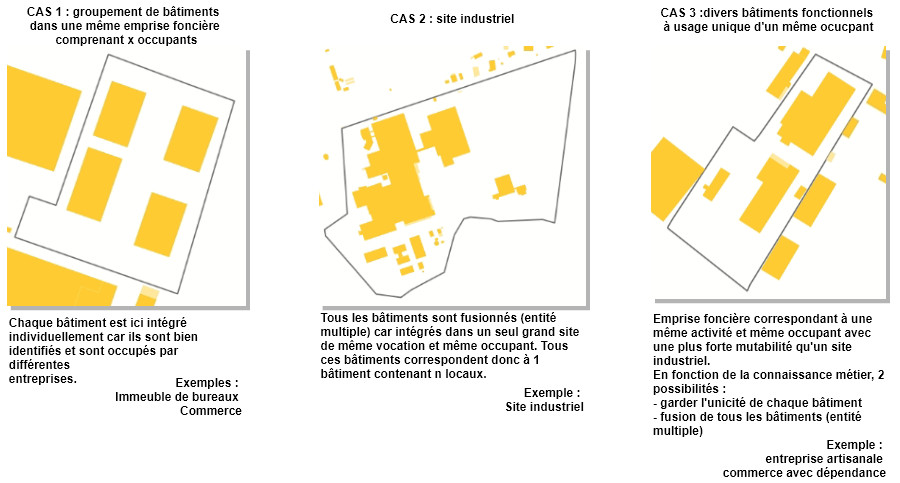 CAS 1 : groupement de bâtiments
dans une même emprise foncière
comprenant x occupants
Chaque bâtiment est ici intégré
individuellement car ils sont bien
identifiés et sont occupés par
différentes
entreprises.
Exemples :
Immeuble de bureaux
Commerce
CAS 2 : site industriel
Tous les bâtiments sont fusionnés (entité
multiple) car intégrés dans un seul grand site
de même vocation et même occupant. Tous
ces bâtiments correspondent donc à 1
bâtiment contenant n locaux.
Exemple :
Site industriel
CAS 3 :divers bâtiments fonctionnels
à usage unique d'un même ocucpant
Emprise foncière correspondant à une
même activité et même occupant avec
une plus forte mutabilité qu'un site
industriel.
En fonction de la connaissance métier, 2
possibilités :
- garder l'unicité de chaque bâtiment
- fusion de tous les bâtiments (entité
multiple)
Exemple :
entreprise artisanale
commerce avec dépendance